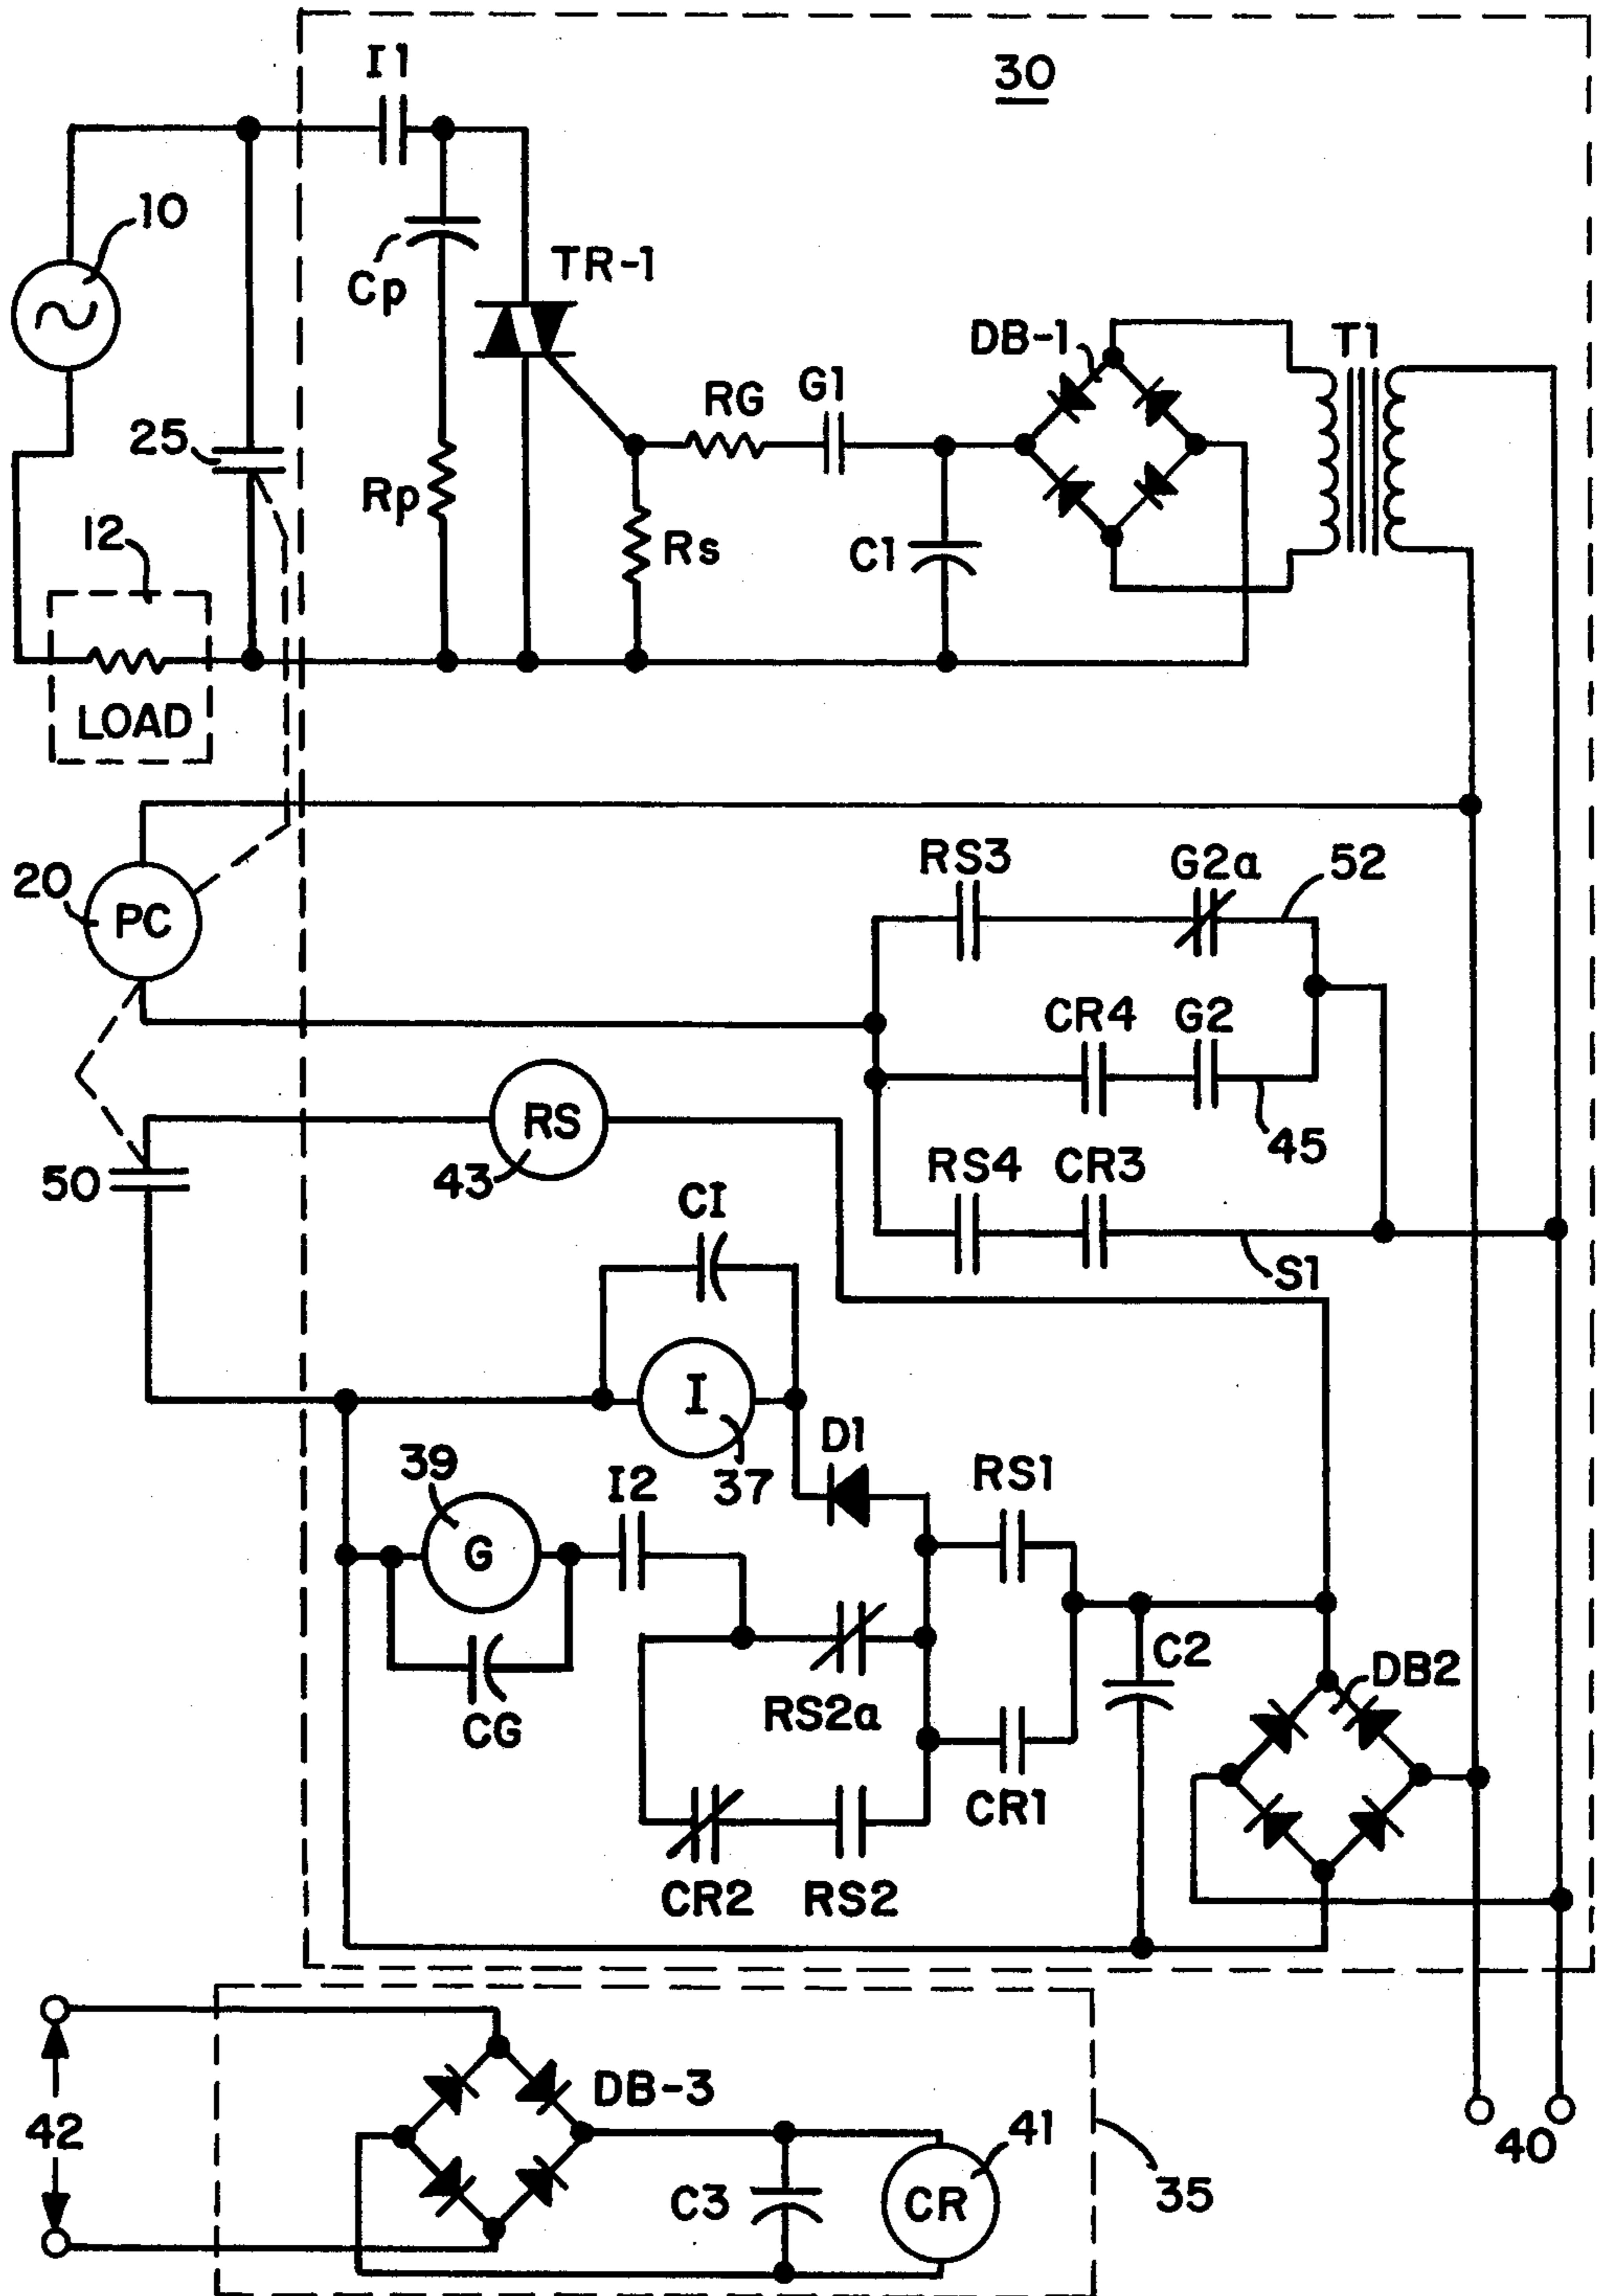 30
I1
10
Cp
TR-1
DB-1
T1
RG
G1
25
Rp
Rs
C1
12
LOAD
20
PC
RS3
G2a
52
CR4
G2
45
RS
43
50
RS4
CR3
S1
CI
I
37
D1
RS1
39
I2
G
CG
RS2a
C2
DB2
CR1
CR2
RS2
42
DB-3
41
C3
CR
35
40